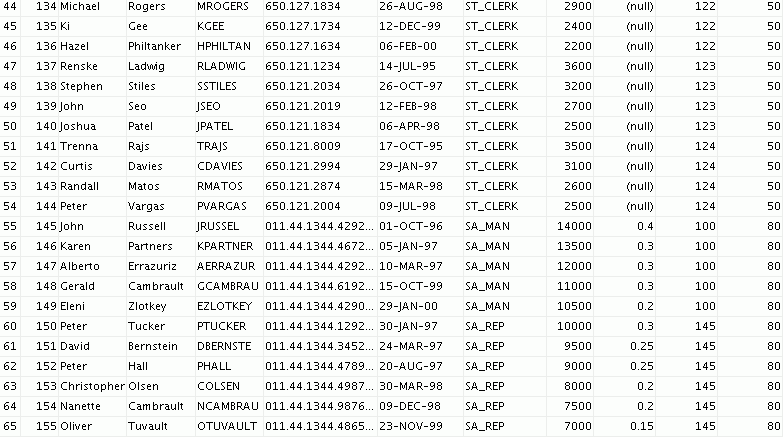 44 134 Michael Rogers MROGERS 650.127.1834 26-AUG-98 ST_CLERK 2900 (null) 122 50
45 135 Ki Gee KGEE 650.127.1734 12-DEC-99 ST_CLERK 2400 (null) 122 50
46 136 Hazel Philtanker HPHILTAN 650.127.1634 06-FEB-00 ST_CLERK 2200 (null) 122 50
47 137 Renske Ladwig RLADWIG 650.121.1234 14-JUL-95 ST_CLERK 3600 (null) 123 50
48 138 Stephen Stiles SSTILES 650.121.2034 26-OCT-97 ST_CLERK 3200 (null) 123 50
49 139 John Seo JSEO 650.121.2019 12-FEB-98 ST_CLERK 2700 (null) 123 50
50 140 Joshua Patel JPATEL 650.121.1834 06-APR-98 ST_CLERK 2500 (null) 123 50
51 141 Trenna Rajs TRAJS 650.121.8009 17-OCT-95 ST_CLERK 3500 (null) 124 50
52 142 Curtis Davies CDAVIES 650.121.2994 29-JAN-97 ST_CLERK 3100 (null) 124 50
53 143 Randall Matos RMATOS 650.121.2874 15-MAR-98 ST_CLERK 2600 (null) 124 50
54 144 Peter Vargas PVARGAS 650.121.2004 09-JUL-98 ST_CLERK 2500 (null) 124 50
55 145 John Russell JRUSSEL 011.44.1344.4292... 01-OCT-96 SA_MAN 14000 0.4 100 80
56 146 Karen Partners KPARTNER 011.44.1344.4672... 05-JAN-97 SA_MAN 13500 0.3 100 80
57 147 Alberto Errazuriz AERRAZUR 011.44.1344.4292... 10-MAR-97 SA_MAN 12000 0.3 100 80
58 148 Gerald Cambrault GCAMBRAU 011.44.1344.6192... 15-OCT-99 SA_MAN 11000 0.3 100 80
59 149 Eleni Zlotkey EZLOTKEY 011.44.1344.4290... 29-JAN-00 SA_MAN 10500 0.2 100 80
60 150 Peter Tucker PTUCKER 011.44.1344.1292... 30-JAN-97 SA_REP 10000 0.3 145 80
61 151 David Bernstein DBERNSTE 011.44.1344.3452... 24-MAR-97 SA_REP 9500 0.25 145 80
62 152 Peter Hall PHALL 011.44.1344.4789... 20-AUG-97 SA_REP 9000 0.25 145 80
63 153 Christopher Olsen COLSEN 011.44.1344.4987... 30-MAR-98 SA_REP 8000 0.2 145 80
64 154 Nanette Cambrault NCAMBRAU 011.44.1344.9876... 09-DEC-98 SA_REP 7500 0.2 145 80
65 155 Oliver Tuvault OTUVAULT 011.44.1344.4865... 23-NOV-99 SA_REP 7000 0.15 145 80